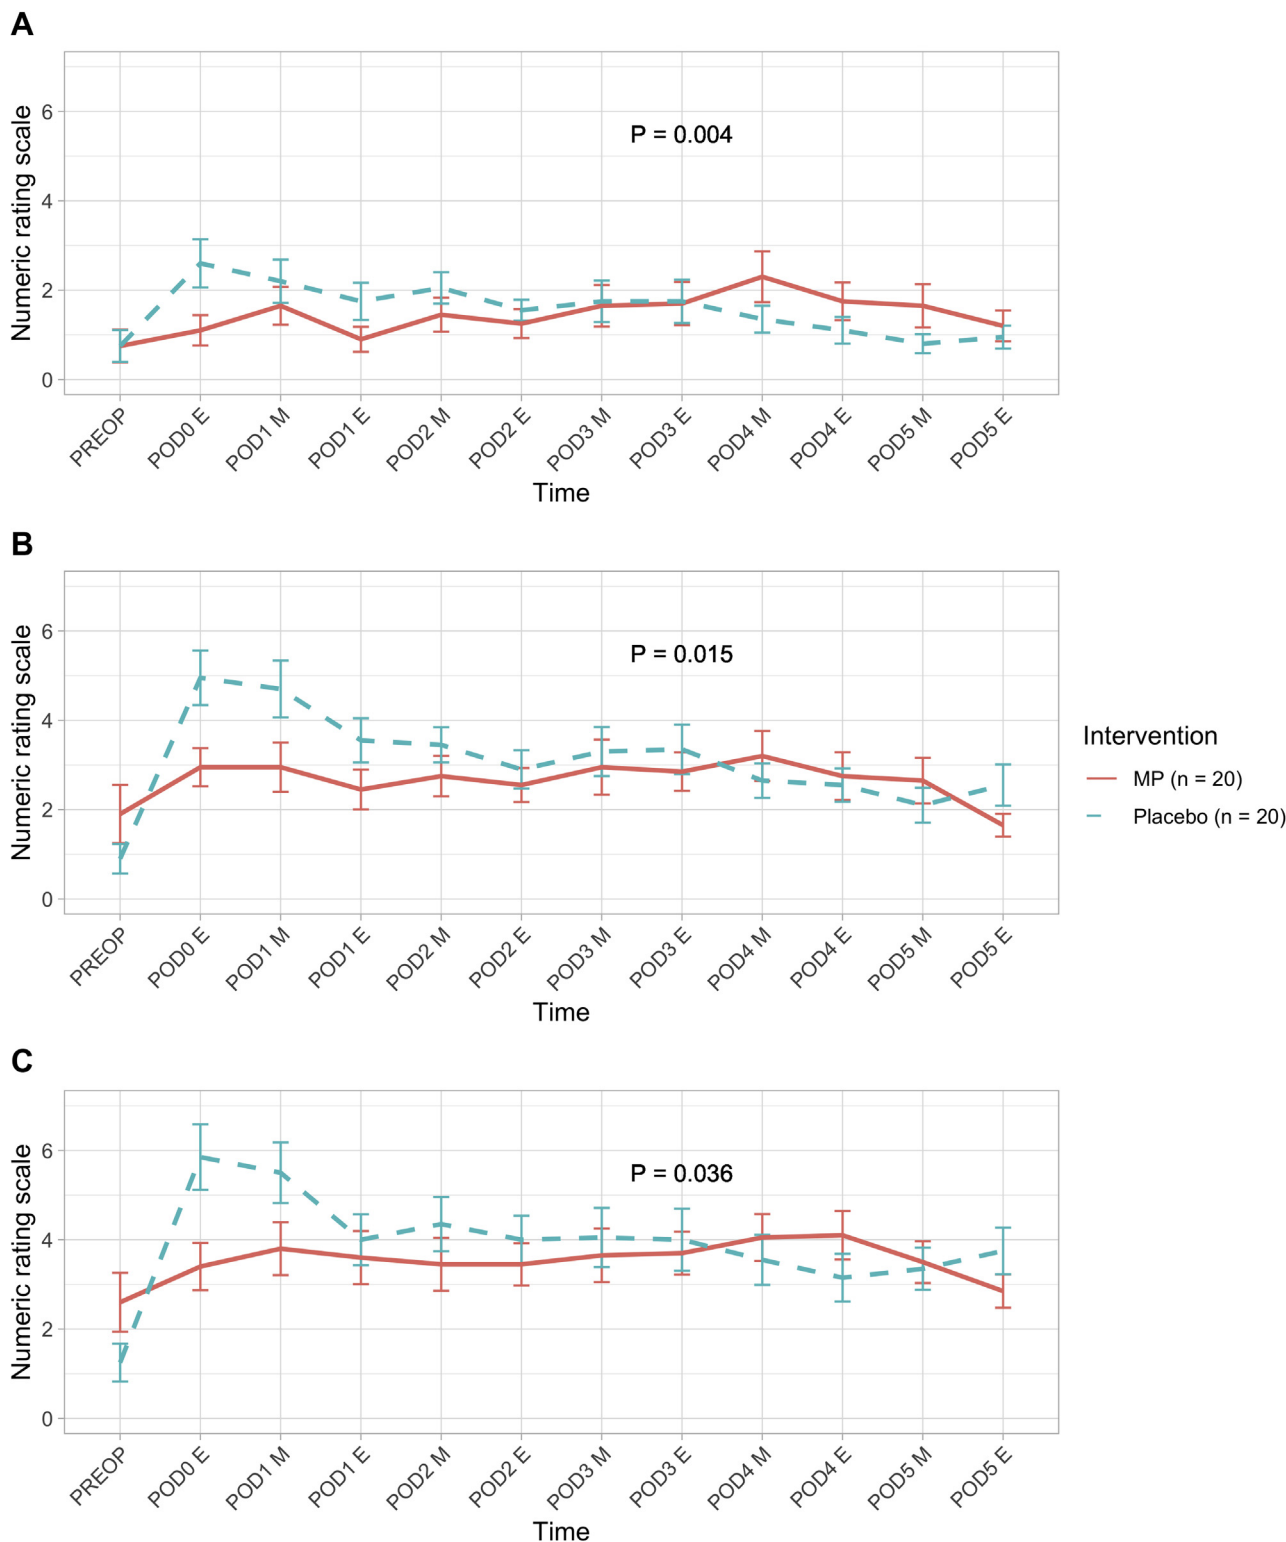 A
Numeric rating scale
6
4
2
0
P = 0.004
PREOP
POD0 E
POD1 M
POD1 E
POD2 M
POD2 E
POD3 M
POD3 E
POD4 M
POD4 E
POD5 M
POD5 E
Time
B
Numeric rating scale
6
4
2
0
P = 0.015
PREOP
POD0 E
POD1 M
POD1 E
POD2 M
POD2 E
POD3 M
POD3 E
POD4 M
POD4 E
POD5 M
POD5 E
Time
Intervention
MP (n = 20)
Placebo (n = 20)
C
Numeric rating scale
6
4
2
0
P = 0.036
PREOP
POD0 E
POD1 M
POD1 E
POD2 M
POD2 E
POD3 M
POD3 E
POD4 M
POD4 E
POD5 M
POD5 E
Time